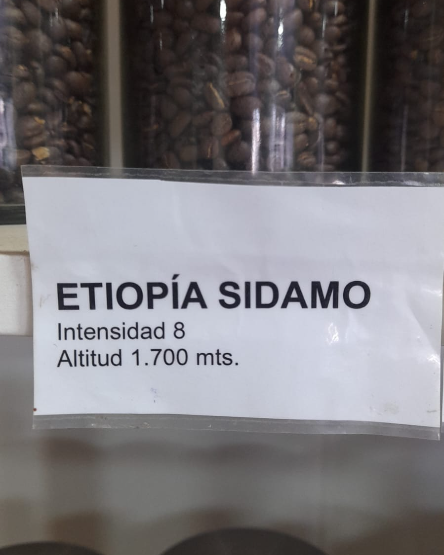 ETIOPÍA SIDAMO
Intensidad 8
Altitud 1.700 mts.